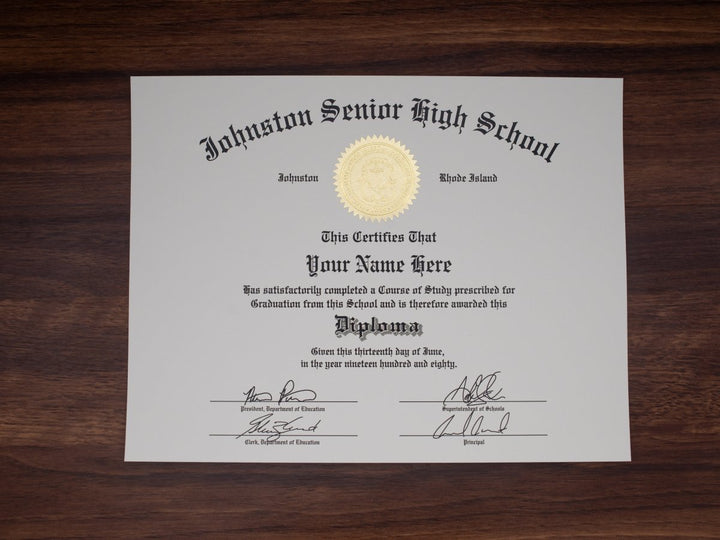 Johnston Senior High School
Johnston Rhode Island
This Certifies That
Your Name Here
Has satisfactorily completed a Course of Study prescribed for
Graduation from this School and is therefore awarded this
Diploma
Given this thirteenth day of June,
in the year nineteen hundred and eighty.
President, Department of Education
Superintendent of Schools
Clerk, Department of Education
Principal